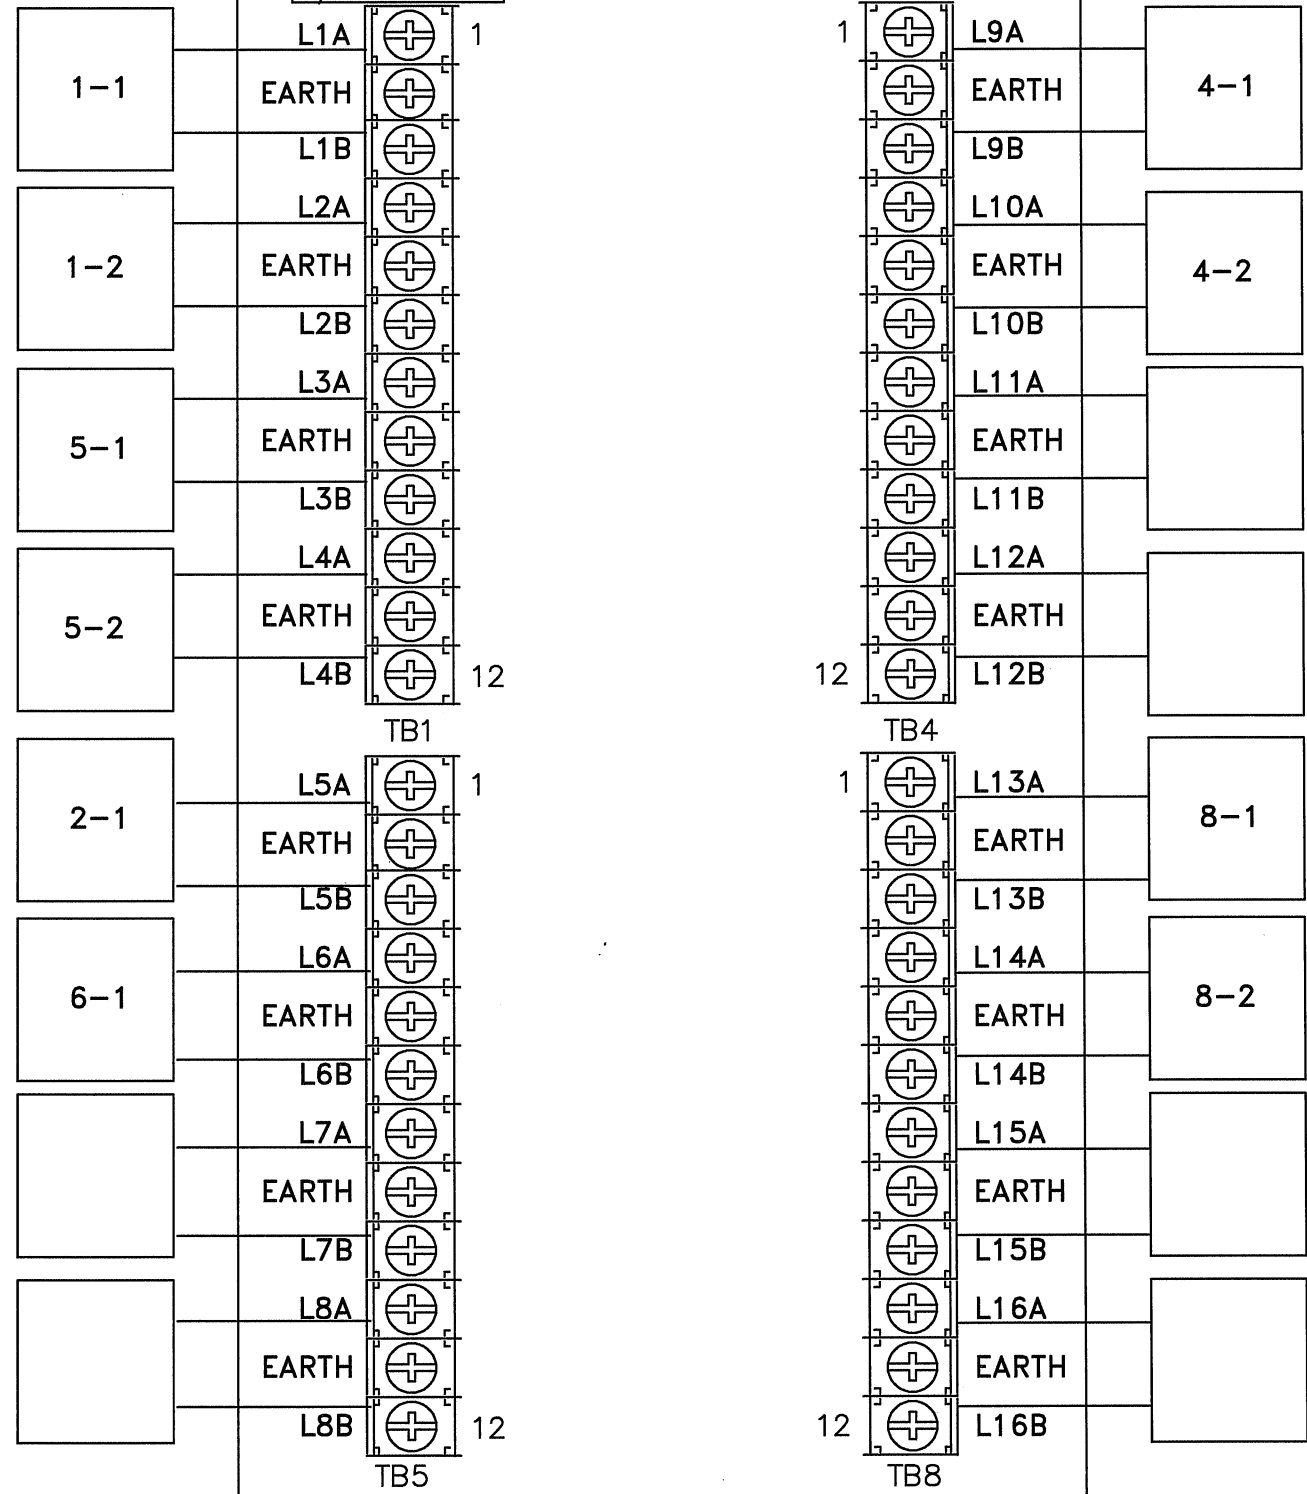 L1A 1
1-1
EARTH
L1B
L2A
1-2
EARTH
L2B
L3A
5-1
EARTH
L3B
L4A
5-2
EARTH
L4B 12
TB1
L5A 1
2-1
EARTH
L5B
L6A
6-1
EARTH
L6B
L7A
EARTH
L7B
L8A
EARTH
L8B 12
TB5
1 L9A
EARTH
4-1
L9B
L10A
EARTH
4-2
L10B
L11A
EARTH
L11B
L12A
EARTH
12 L12B
TB4
1 L13A
8-1
EARTH
L13B
L14A
8-2
EARTH
L14B
L15A
EARTH
L15B
L16A
EARTH
12 L16B
TB8